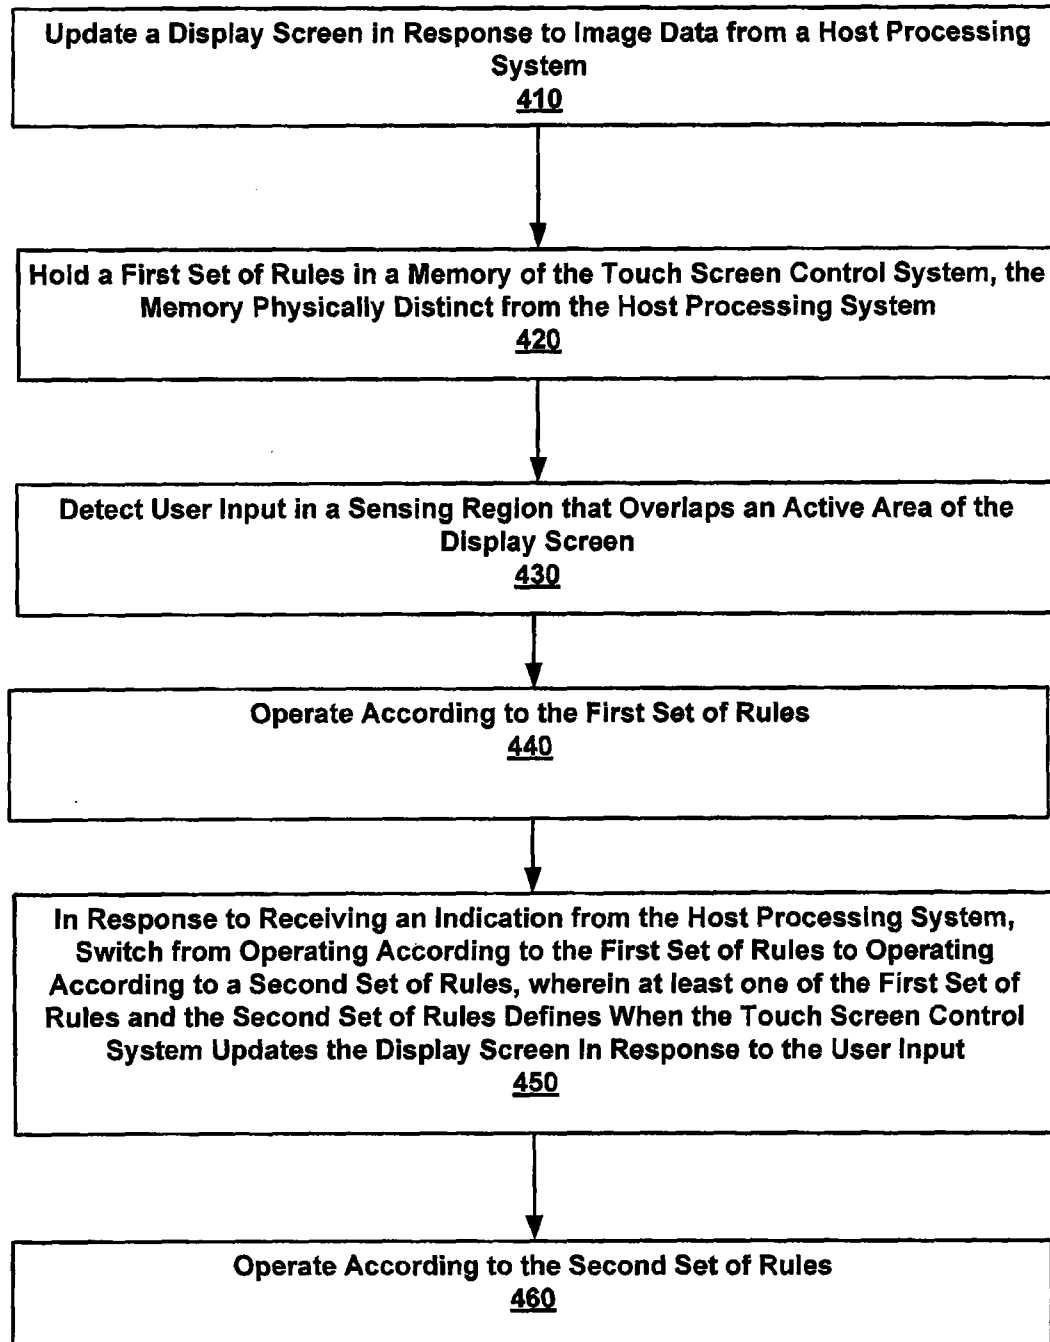 Update a Display Screen in Response to Image Data from a Host Processing
System
410
Hold a First Set of Rules in a Memory of the Touch Screen Control System, the
Memory Physically Distinct from the Host Processing System
420
Detect User Input in a Sensing Region that Overlaps an Active Area of the
Display Screen
430
Operate According to the First Set of Rules
440
In Response to Receiving an Indication from the Host Processing System,
Switch from Operating According to the First Set of Rules to Operating
According to a Second Set of Rules, wherein at least one of the First Set of
Rules and the Second Set of Rules Defines When the Touch Screen Control
System Updates the Display Screen In Response to the User Input
450
Operate According to the Second Set of Rules
460